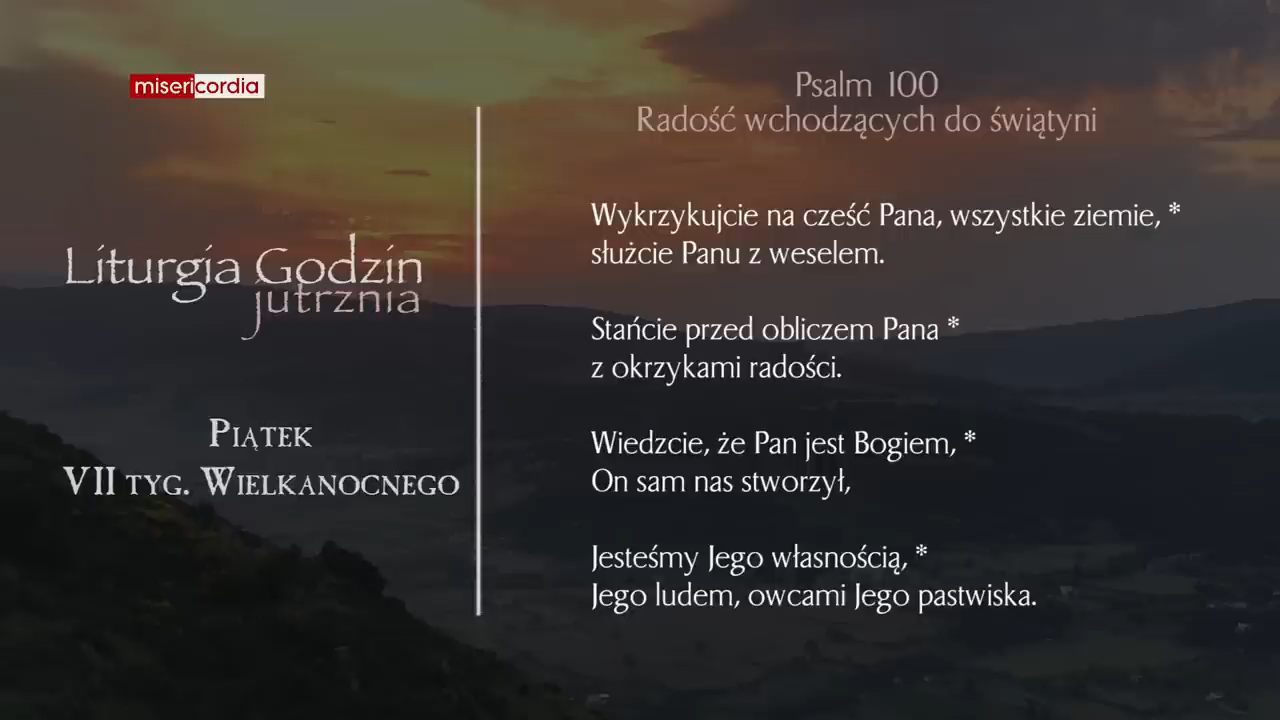 misericordia
Liturgia Godzin
jutrznia
Piątek
VII tyg. Wielkanocnego
Psalm 100
Radość wchodzących do świątyni
Wykrzykujcie na cześć Pana, wszystkie ziemie, *
służcie Panu z weselem.
Stańcie przed obliczem Pana *
z okrzykami radości.
Wiedzcie, że Pan jest Bogiem, *
On sam nas stworzył,
Jesteśmy Jego własnością, *
Jego ludem, owcami Jego pastwiska.